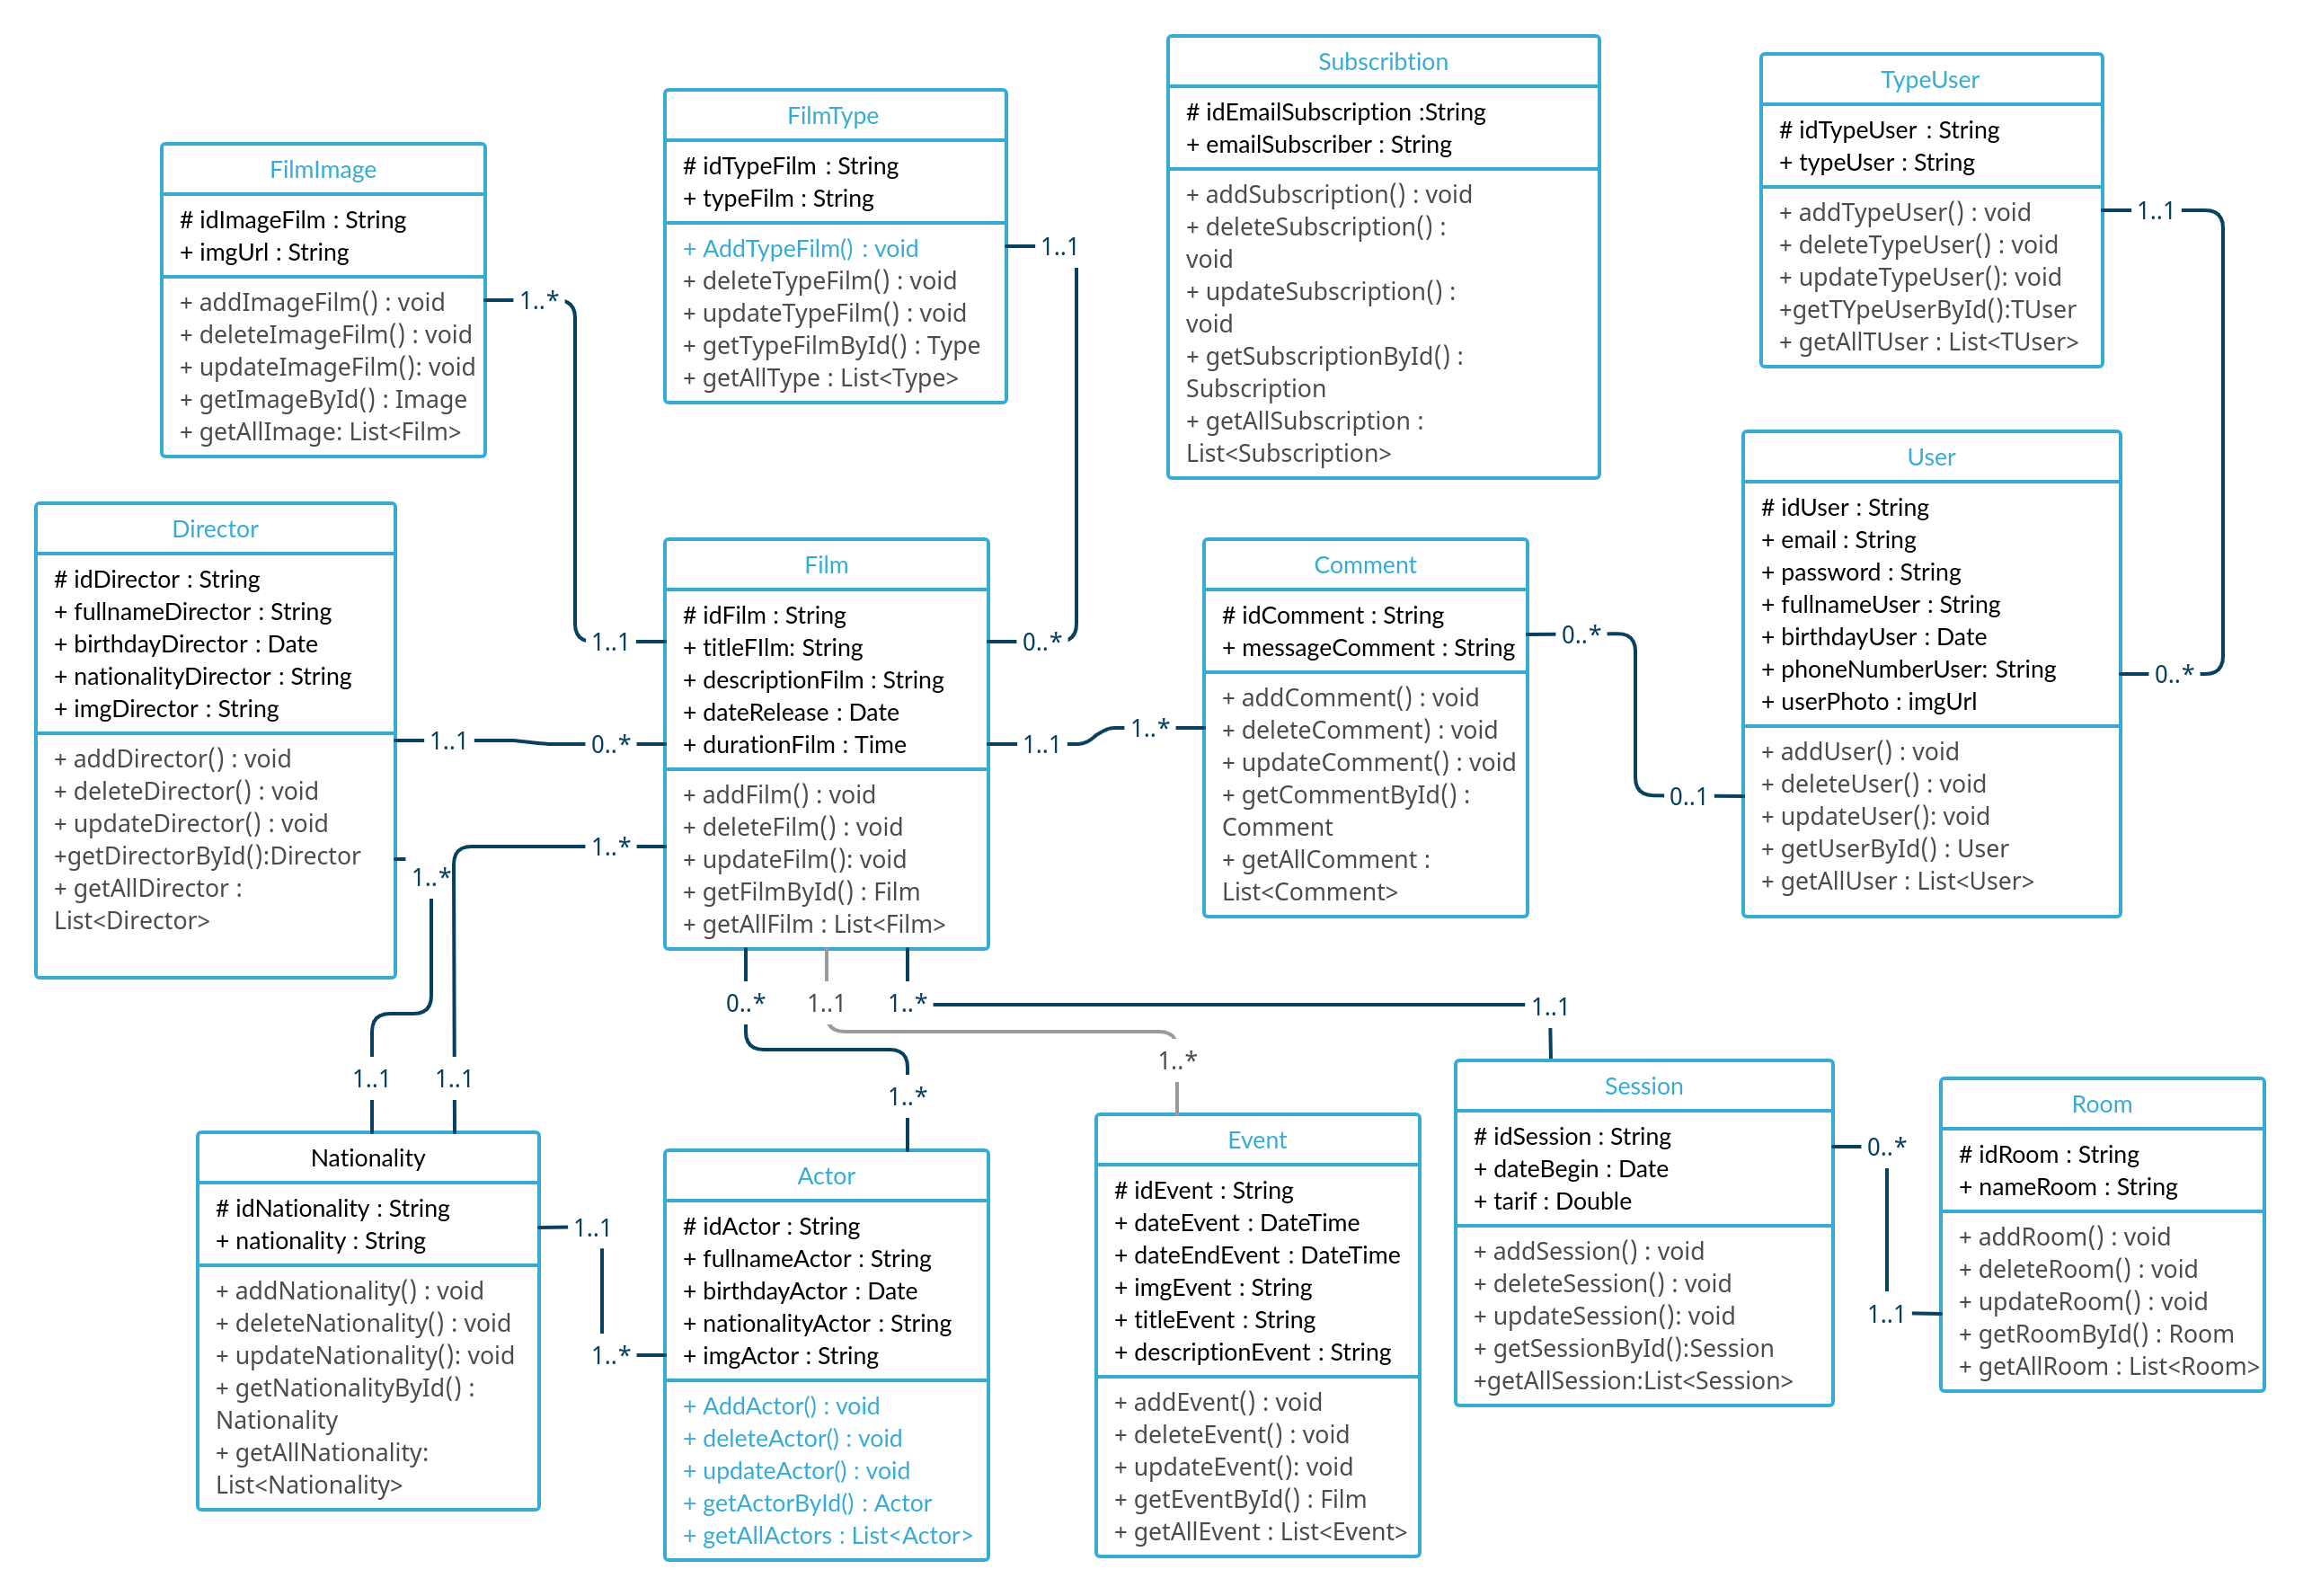 Subscribtion
# idEmailSubscription :String
+ emailSubscriber : String
+ addSubscription() : void
+ deleteSubscription() :
void
+ updateSubscription() :
void
+ getSubscriptionById() :
Subscription
+ getAllSubscription :
List<Subscription>
TypeUser
# idTypeUser : String
+ typeUser : String
+ addTypeUser() : void
+ deleteTypeUser() : void
+ updateTypeUser(): void
+getTYpeUserById():TUser
+ getAllTUser : List<TUser>
1..1
0..*
FilmType
# idTypeFilm : String
+ typeFilm : String
+ AddTypeFilm() : void
+ deleteTypeFilm() : void
+ updateTypeFilm() : void
+ getTypeFilmById() : Type
+ getAllType : List<Type>
1..1
0..*
FilmImage
# idImageFilm : String
+ imgUrl : String
+ addImageFilm() : void
+ deleteImageFilm() : void
+ updateImageFilm(): void
+ getImageById() : Image
+ getAllImage: List<Film>
1..*
1..1
User
# idUser : String
+ email : String
+ password : String
+ fullnameUser : String
+ birthdayUser : Date
+ phoneNumberUser: String
+ userPhoto : imgUrl
+ addUser() : void
+ deleteUser() : void
+ updateUser(): void
+ getUserById() : User
+ getAllUser : List<User>
Director
# idDirector : String
+ fullnameDirector : String
+ birthdayDirector : Date
+ nationalityDirector : String
+ imgDirector : String
+ addDirector() : void
+ deleteDirector() : void
+ updateDirector() : void
+getDirectorById():Director
+ getAllDirector :
List<Director>
1..1
0..*
1..*
1..*
Film
# idFilm : String
+ titleFIlm: String
+ descriptionFilm : String
+ dateRelease : Date
+ durationFilm : Time
+ addFilm() : void
+ deleteFilm() : void
+ updateFilm(): void
+ getFilmById() : Film
+ getAllFilm : List<Film>
1..1
1..*
Comment
# idComment : String
+ messageComment : String
+ addComment() : void
+ deleteComment) : void
+ updateComment() : void
+ getCommentById() :
Comment
+ getAllComment :
List<Comment>
0..*
0..1
0..*
1..1
1..*
1..1
1..*
1..*
1..1
1..1
Nationality
# idNationality : String
+ nationality : String
+ addNationality() : void
+ deleteNationality() : void
+ updateNationality(): void
+ getNationalityById() :
Nationality
+ getAllNationality:
List<Nationality>
1..1
1..*
Actor
# idActor : String
+ fullnameActor : String
+ birthdayActor : Date
+ nationalityActor : String
+ imgActor : String
+ AddActor() : void
+ deleteActor() : void
+ updateActor() : void
+ getActorById() : Actor
+ getAllActors : List<Actor>
Event
# idEvent : String
+ dateEvent : DateTime
+ dateEndEvent : DateTime
+ imgEvent : String
+ titleEvent : String
+ descriptionEvent : String
+ addEvent() : void
+ deleteEvent() : void
+ updateEvent(): void
+ getEventById() : Film
+ getAllEvent : List<Event>
Session
# idSession : String
+ dateBegin : Date
+ tarif : Double
+ addSession() : void
+ deleteSession() : void
+ updateSession(): void
+ getSessionById():Session
+getAllSession:List<Session>
0..*
1..1
Room
# idRoom : String
+ nameRoom : String
+ addRoom() : void
+ deleteRoom() : void
+ updateRoom() : void
+ getRoomById() : Room
+ getAllRoom : List<Room>